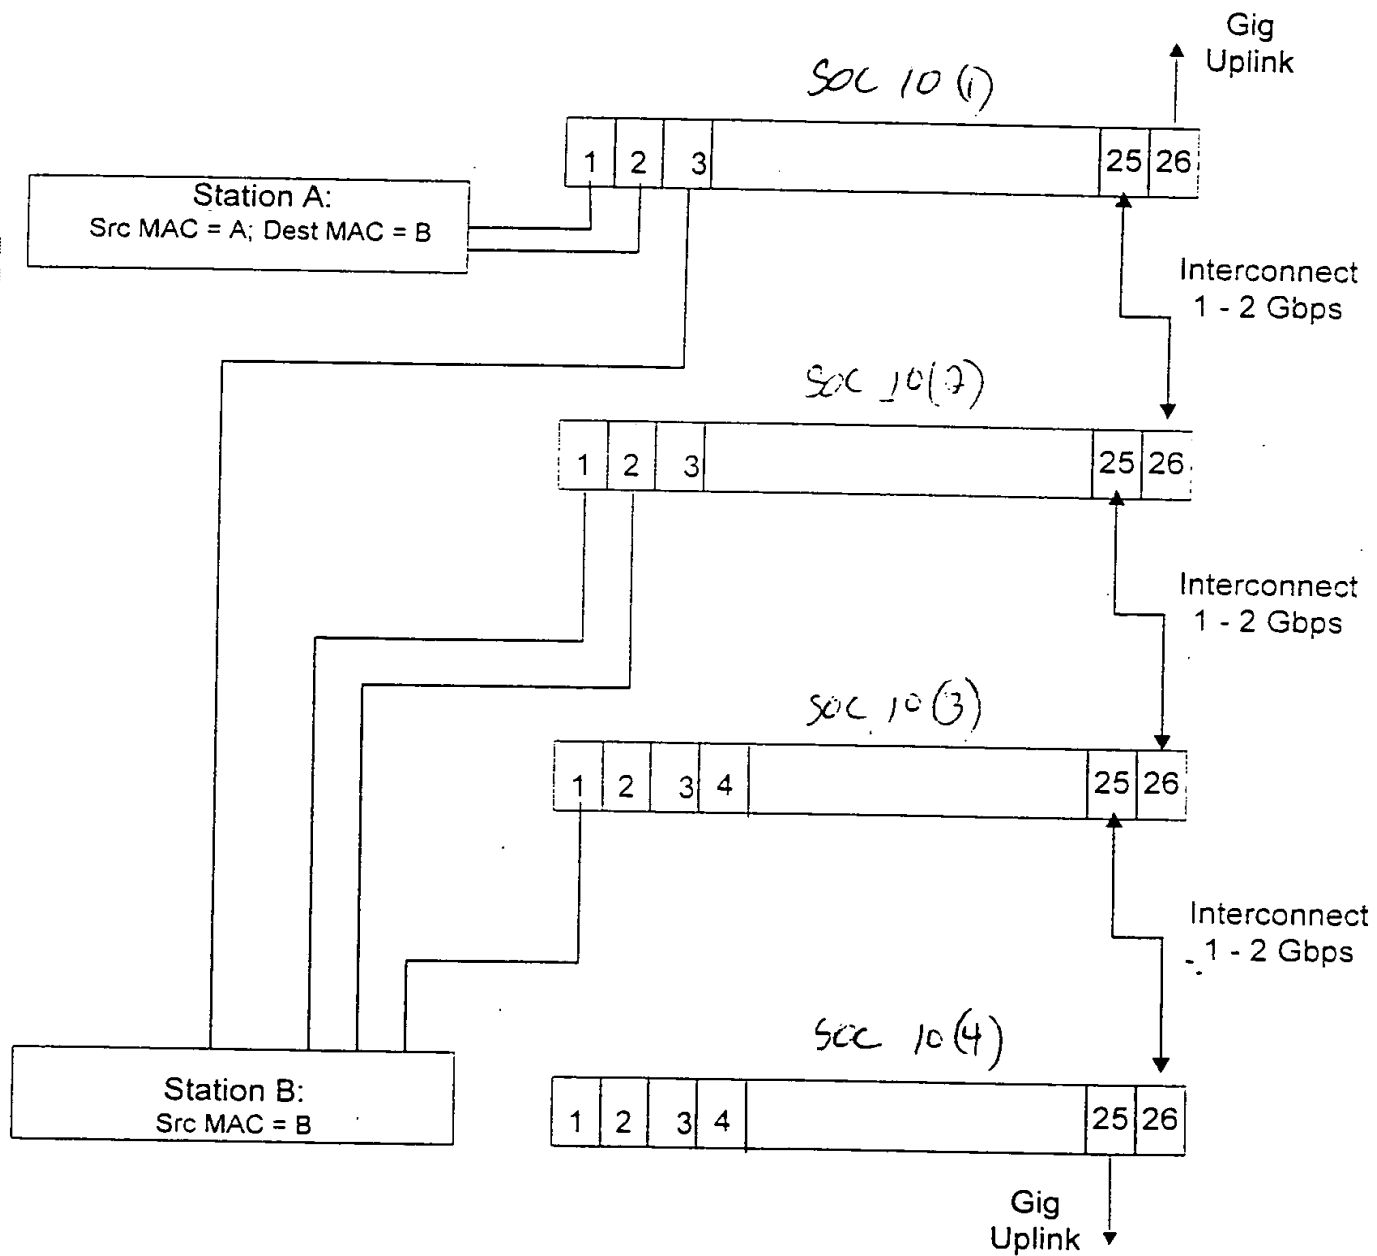 Gig
Uplink
SOC 10 (1)
1 2 3 25 26
Station A:
Src MAC = A; Dest MAC = B
Interconnect
1 - 2 Gbps
SOC 10(2)
1 2 3 25 26
Interconnect
1 - 2 Gbps
SOC 10(3)
1 2 3 4 25 26
Interconnect
1 - 2 Gbps
SOC 10(4)
Station B:
Src MAC = B
1 2 3 4 25 26
Gig
Uplink